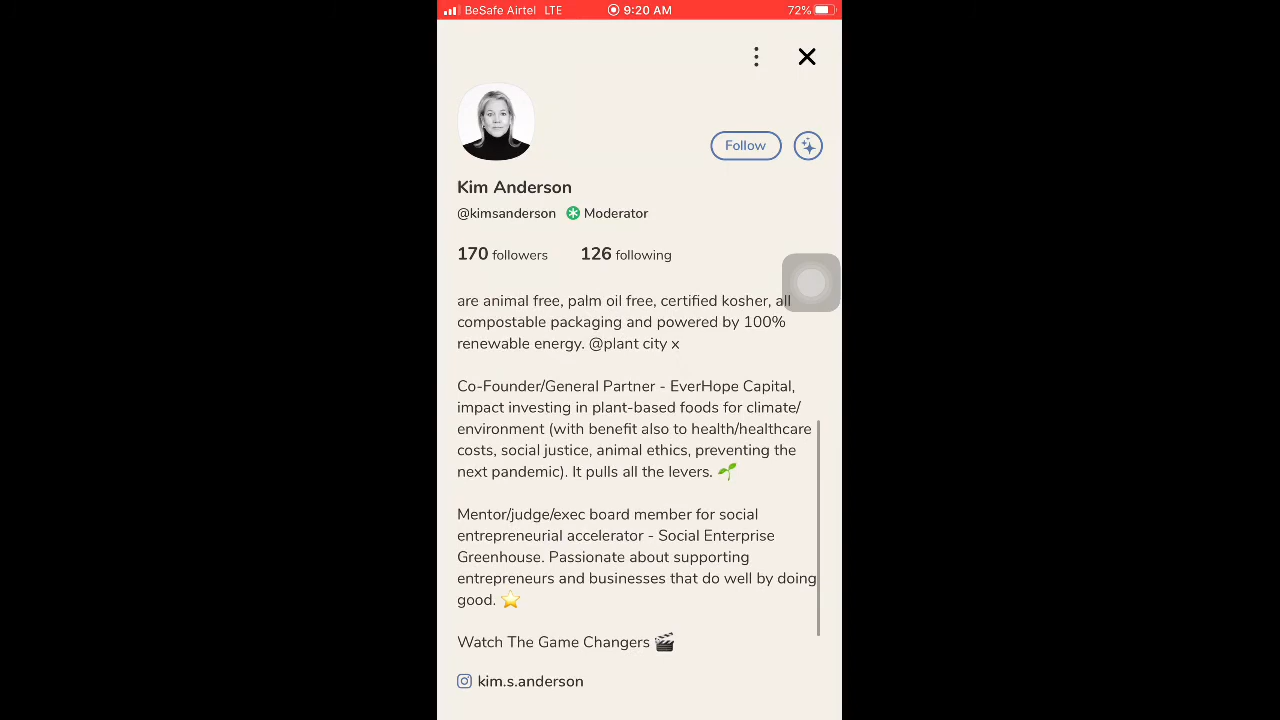 BeSafe Airtel LTE 9:20 AM 72%
Follow
Kim Anderson
@kimsanderson Moderator
170 followers 126 following
are animal free, palm oil free, certified kosher, all
compostable packaging and powered by 100%
renewable energy. @plant city x
Co-Founder/General Partner - EverHope Capital,
impact investing in plant-based foods for climate/
environment (with benefit also to health/healthcare
costs, social justice, animal ethics, preventing the
next pandemic). It pulls all the levers. 🌱
Mentor/judge/exec board member for social
entrepreneurial accelerator - Social Enterprise
Greenhouse. Passionate about supporting
entrepreneurs and businesses that do well by doing
good. ⭐
Watch The Game Changers 🎬
kim.s.anderson